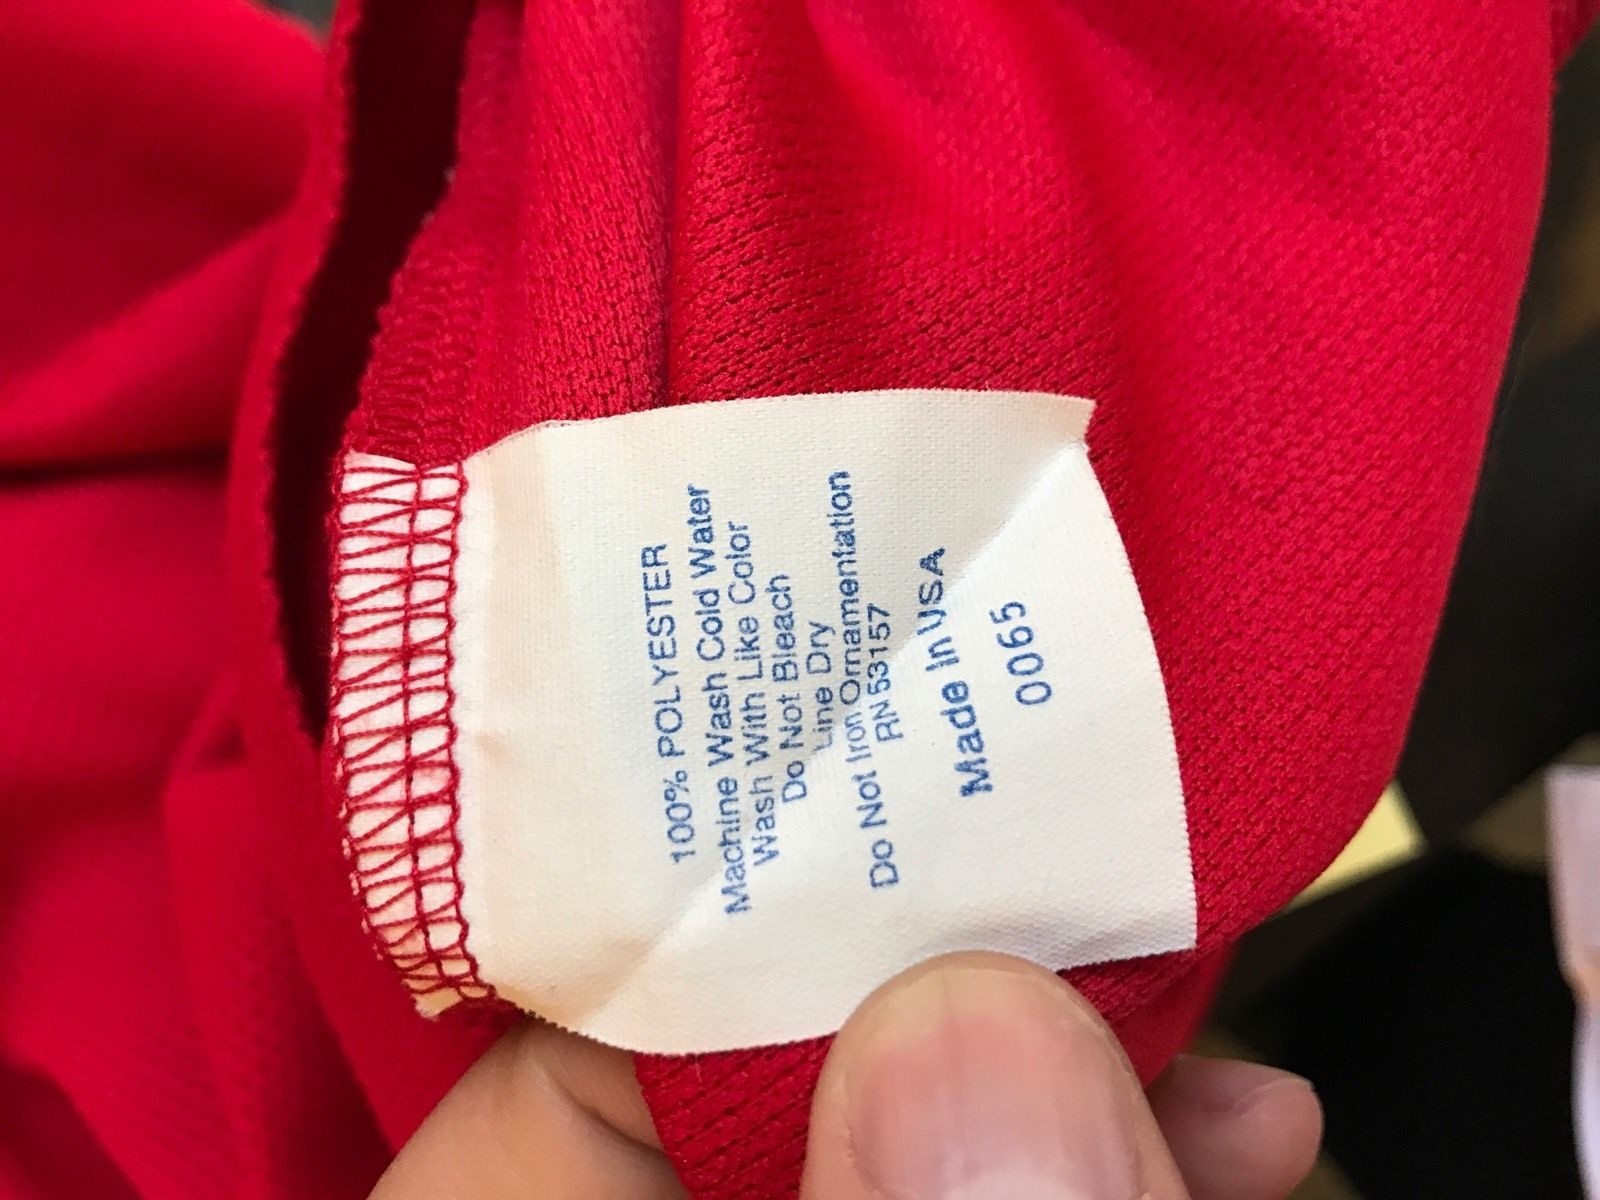 100% POLYESTER
Machine Wash Cold Water
Wash With Like Color
Do Not Bleach
Line Dry
Do Not Iron Ornamentation
RN 53157
Made In USA
0065